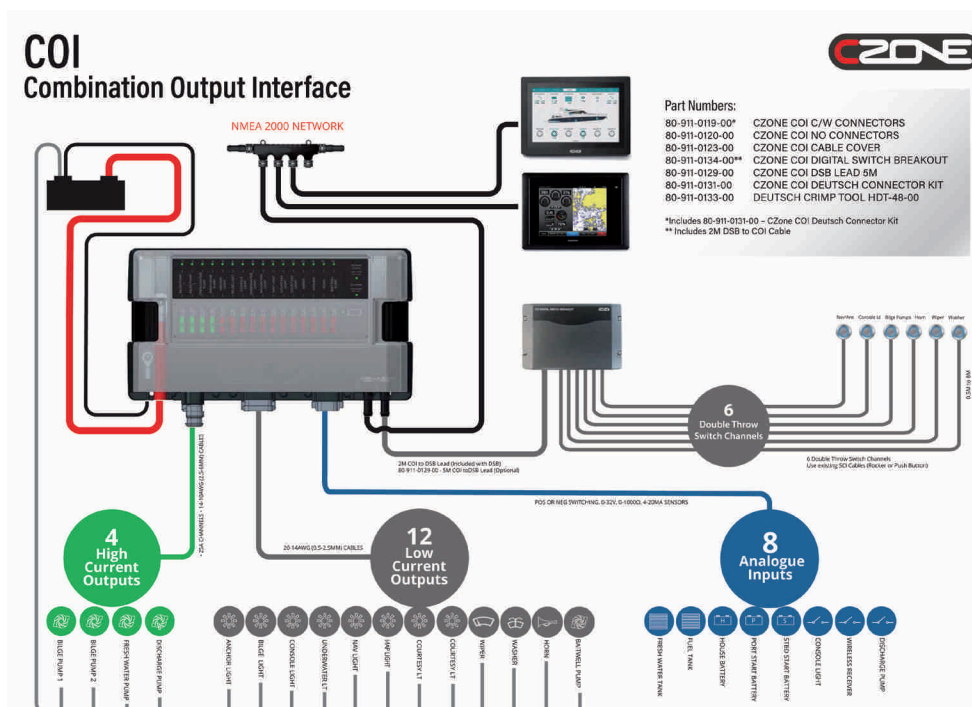 COI
Combination Output Interface
CZONE
NMEA 2000 NETWORK
Part Numbers:
80-911-0119-00* CZONE COI C/W CONNECTORS
80-911-0120-00 CZONE COI NO CONNECTORS
80-911-0123-00 CZONE COI CABLE COVER
80-911-0134-00** CZONE COI DIGITAL SWITCH BREAKOUT
80-911-0129-00 CZONE COI DSB LEAD 5M
80-911-0131-00 CZONE COI DEUTSCH CONNECTOR KIT
80-911-0133-00 DEUTSCH CRIMP TOOL HDT-48-00
*Includes 80-911-0131-00 – CZone COI Deutsch Connector Kit
** Includes 2M DSB to COI Cable
Nav/Anc Console Lt Bilge Pumps Horn Wiper Washer
0.5M to 8M
6
Double Throw
Switch Channels
6 Double Throw Switch Channels
Use existing SCI Cables (Rocker or Push Button)
2M COI to DSB Lead (Included with DSB)
80-911-0129-00 - 5M COI toDSB Lead (Optional)
POS OR NEG SWITCHING, 0-32V, 0-1000Ω, 4-20MA SENSORS
20-14AWG (0.5-2.5MM) CABLES
4
High
Current
Outputs
12
Low
Current
Outputs
8
Analogue
Inputs
BILGE PUMP 1
BILGE PUMP 2
FRESH WATER PUMP
DISCHARGE PUMP
ANCHOR LIGHT
BILGE LIGHT
CONSOLE LIGHT
UNDERWATER LT
NAV LIGHT
MAP LIGHT
COURTESY LT
COURTESY LT
WIPER
WASHER
HORN
BAITWELL PUMP
FRESH WATER TANK
FUEL TANK
HOUSE BATTERY
PORT START BATTERY
STBD START BATTERY
CONSOLE LIGHT
WIRELESS RECEIVER
DISCHARGE PUMP